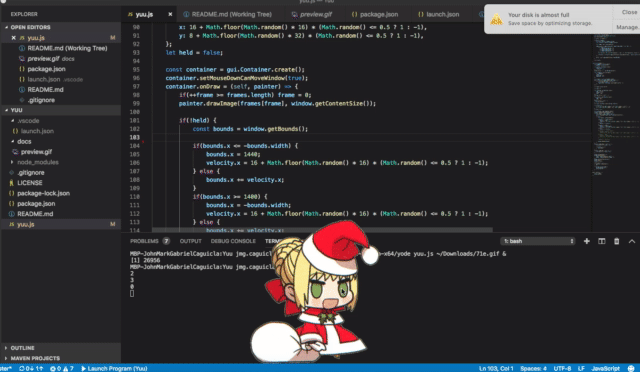 yuu.js — Yuu
EXPLORER
OPEN EDITORS
yuu.js M
README.md (Working Tree)
preview.gif docs
package.json
launch.json .vscode
README.md
.gitignore
YUU
.vscode
launch.json
docs
preview.gif
node_modules
.gitignore
LICENSE
package-lock.json
package.json
README.md
yuu.js M
OUTLINE
MAVEN PROJECTS
yuu.js
README.md (Working Tree)
preview.gif
package.json
launch.json
Your disk is almost full
Save space by optimizing storage.
Close
Manage
90 x: 16 + Math.floor(Math.random() * 16) * (Math.random() <= 0.5 ? 1 : -1),
91 y: 8 + Math.floor(Math.random() * 32) * (Math.random() <= 0.5 ? 1 : -1),
92 };
93 let held = false;
94
95 const container = gui.Container.create();
96 container.setMouseDownCanMoveWindow(true);
97 container.onDraw = (self, painter) => {
98 if(++frame >= frames.length) frame = 0;
99 painter.drawImage(frames[frame], window.getContentSize());
100
101 if(!held) {
102 const bounds = window.getBounds();
103
104 if(bounds.x <= -bounds.width) {
105 bounds.x = 1440;
106 velocity.x = 16 + Math.floor(Math.random() * 16) * (Math.random() <= 0.5 ? 1 : -1);
107 } else {
108 bounds.x += velocity.x;
109 }
110 if(bounds.x >= 1400) {
111 bounds.x = -bounds.width;
112 velocity.x = 16 + Math.floor(Math.random() * 16) * (Math.random() <= 0.5 ? 1 : -1);
113 } else {
114 bounds.x += velocity.x;
PROBLEMS 7 OUTPUT DEBUG CONSOLE
1: bash
MBP-JohnMarkGabrielCaguicla:Yuu jmg.caguicla
-x64/yode yuu.js ~/Downloads/71e.gif &
[1] 26956
MBP-JohnMarkGabrielCaguicla:Yuu jmg.caguicl
2
3
0
0↓ 1↑ 0 7 Launch Program (Yuu)
Ln 103, Col 1 Spaces: 4 UTF-8 LF JavaScript